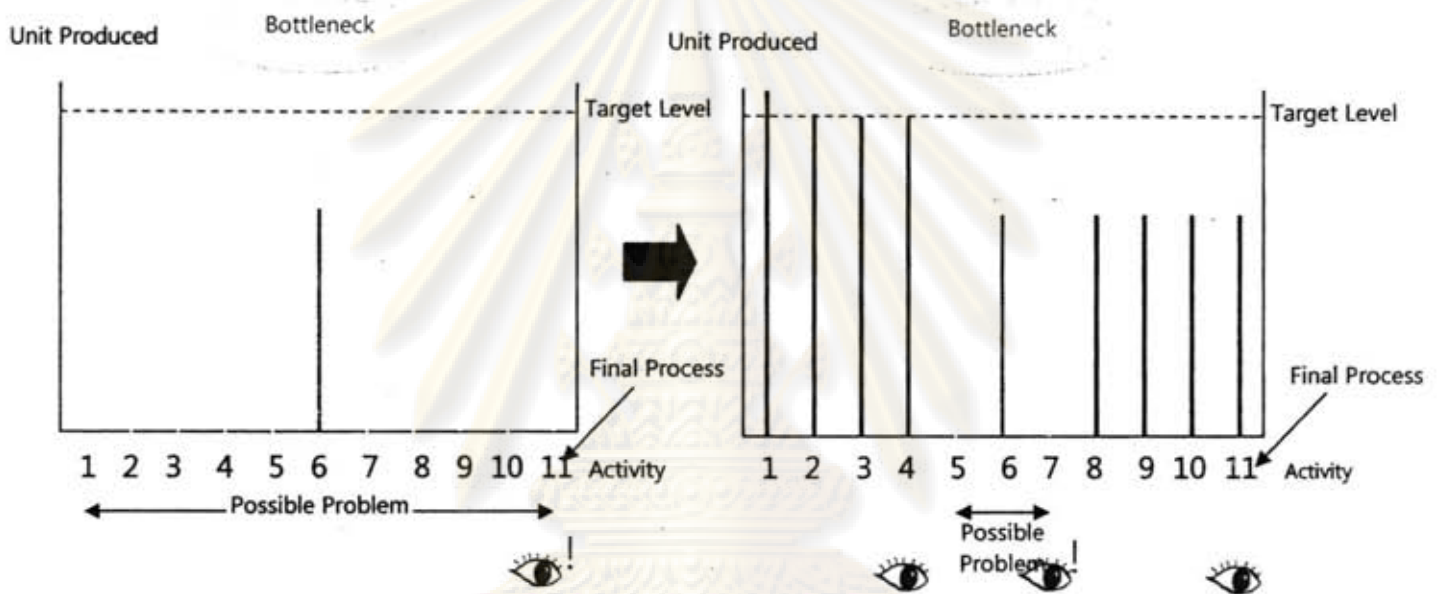 Unit Produced
Bottleneck
Target Level
Final Process
1 2 3 4 5 6 7 8 9 10 11 Activity
Possible Problem
!
Unit Produced
Bottleneck
Target Level
Final Process
1 2 3 4 5 6 7 8 9 10 11 Activity
Possible
Problem
!